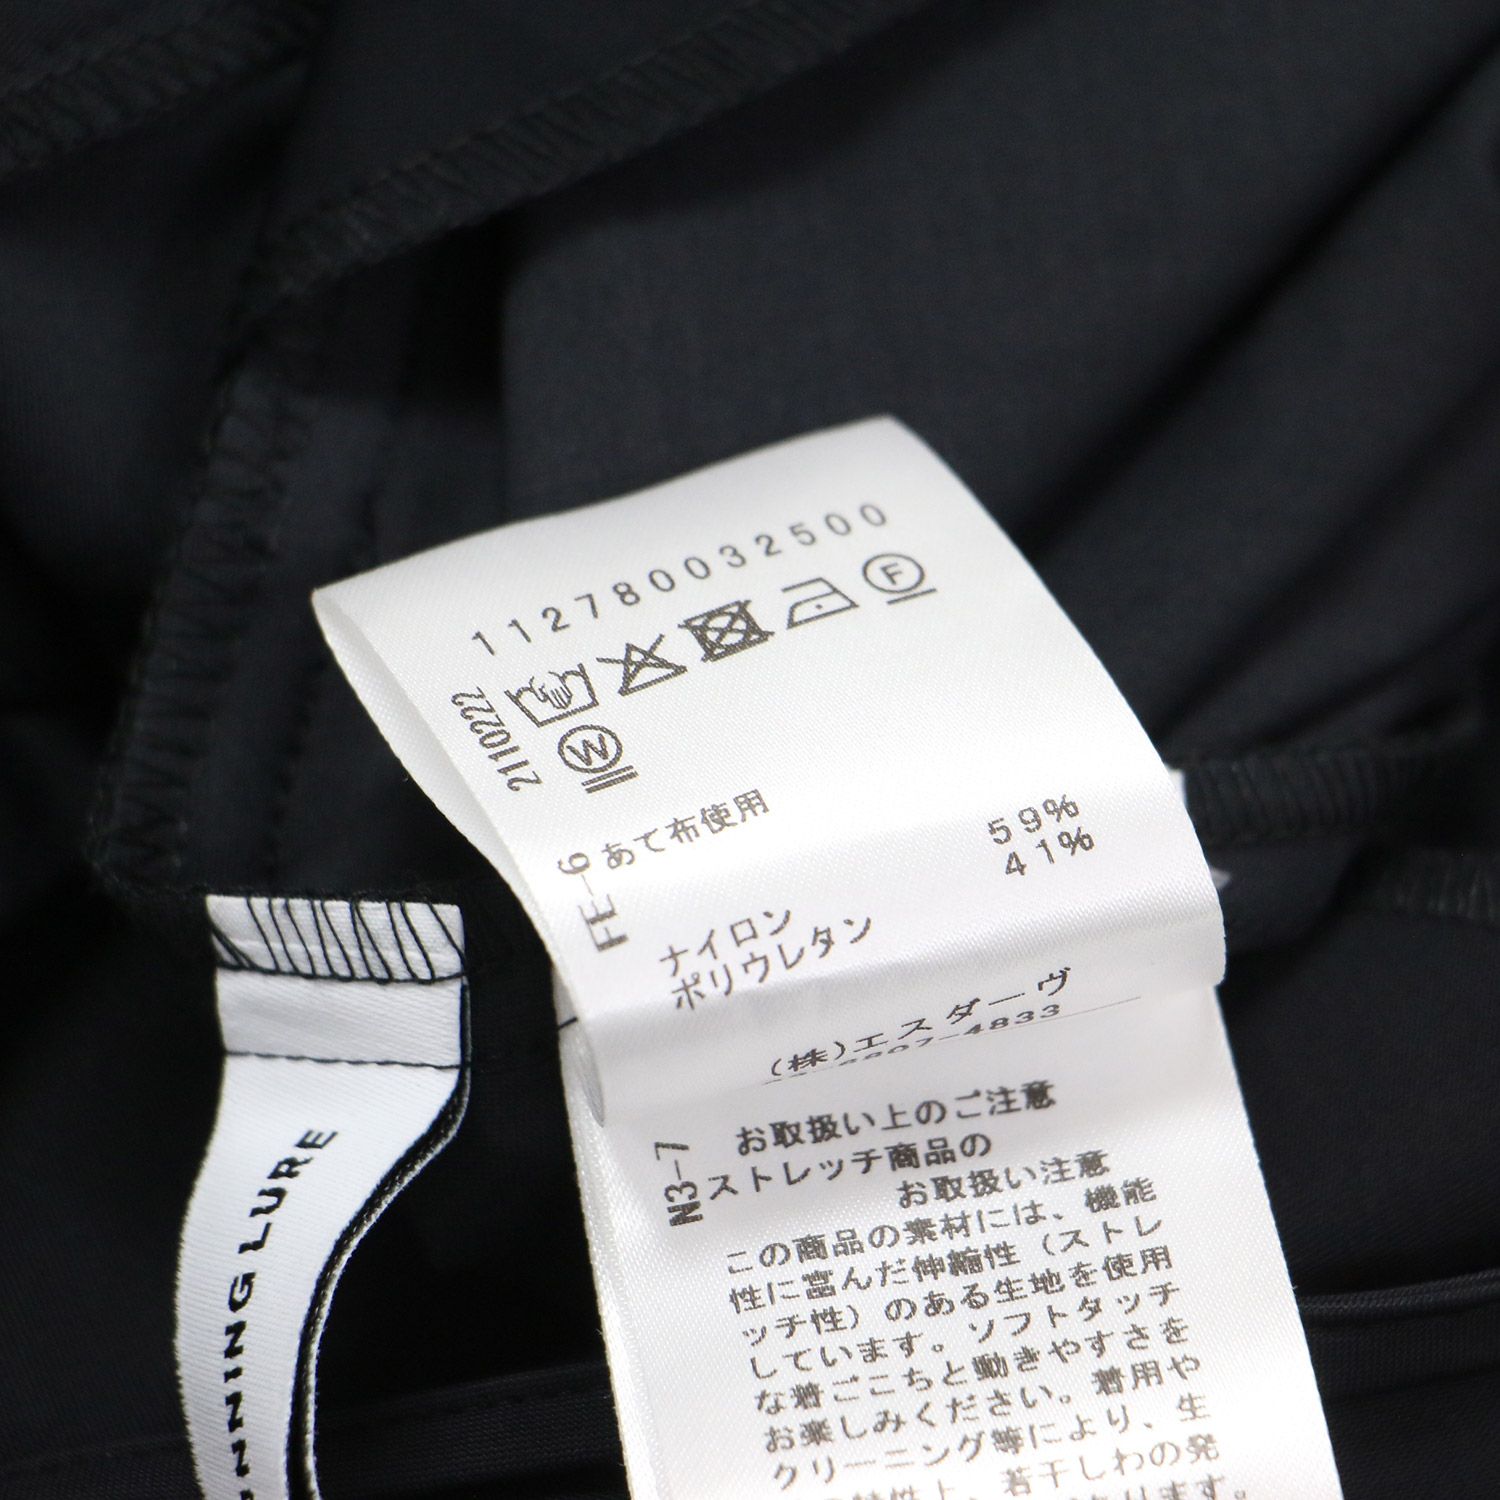 112780032500
F
W
2110222
FE-6
あて布使用
ナイロン 59%
ポリウレタン 41%
(株)エスダーヴ
N3-7
お取扱い上のご注意
ストレッチ商品の
お取扱い注意
この商品の素材には、機能
性に富んだ伸縮性（ストレ
ッチ性）のある生地を使用
しています。ソフトタッチ
な着ごこちと動きやすさを
お楽しみください。着用や
クリーニング等により、生
若干しわの発
LURE